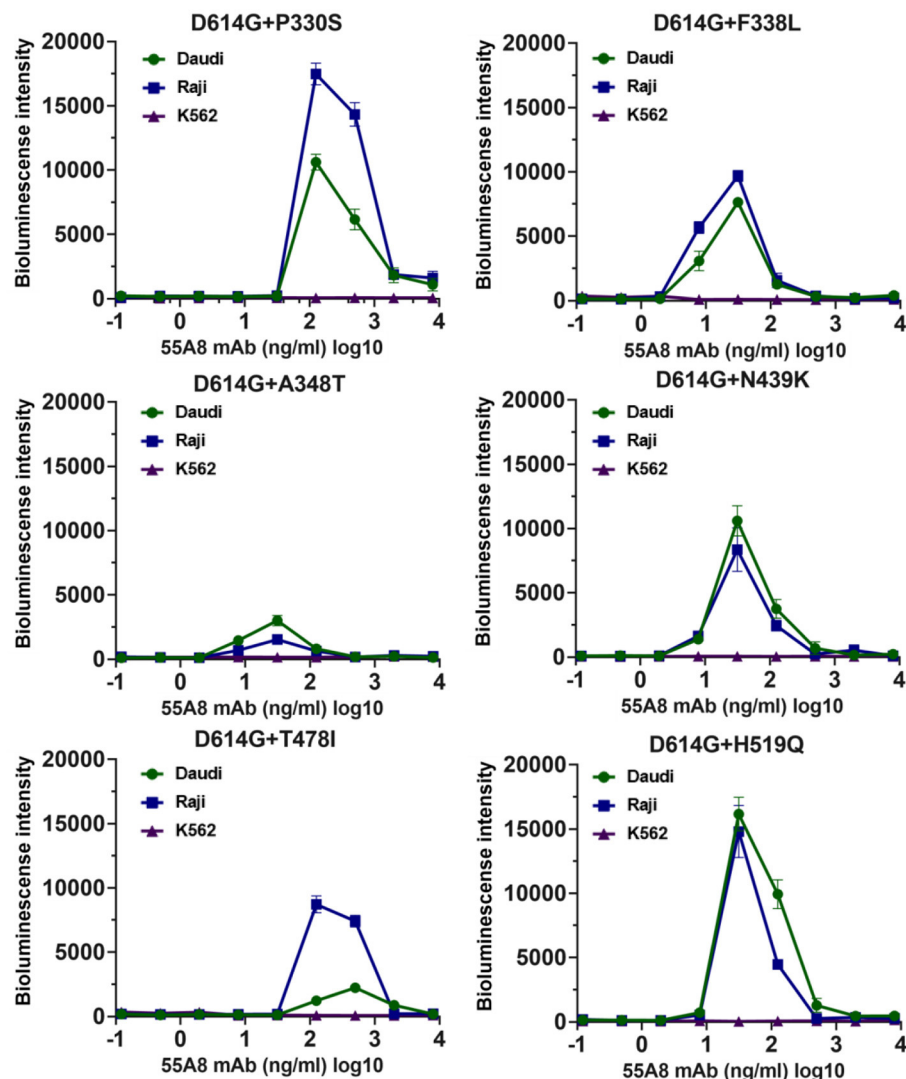 D614G+P330S
Bioluminescense intensity
20000
15000
10000
5000
0
Daudi
Raji
K562
-1 0 1 2 3 4
55A8 mAb (ng/ml) log10
D614G+F338L
Bioluminescense intensity
20000
15000
10000
5000
0
Daudi
Raji
K562
-1 0 1 2 3 4
55A8 mAb (ng/ml) log10
D614G+A348T
Bioluminescense intensity
20000
15000
10000
5000
0
Daudi
Raji
K562
-1 0 1 2 3 4
55A8 mAb (ng/ml) log10
D614G+N439K
Bioluminescense intensity
20000
15000
10000
5000
0
Daudi
Raji
K562
-1 0 1 2 3 4
55A8 mAb (ng/ml) log10
D614G+T478I
Bioluminescense intensity
20000
15000
10000
5000
0
Daudi
Raji
K562
-1 0 1 2 3 4
55A8 mAb (ng/ml) log10
D614G+H519Q
Bioluminescense intensity
20000
15000
10000
5000
0
Daudi
Raji
K562
-1 0 1 2 3 4
55A8 mAb (ng/ml) log10